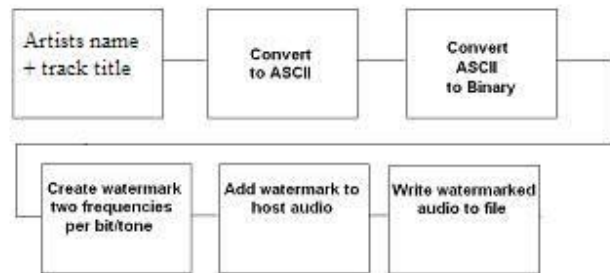 Artists name
+ track title
Convert
to ASCII
Convert
ASCII
to Binary
Create watermark
two frequencies
per bit/tone
Add watermark to
host audio
Write watermarked
audio to file